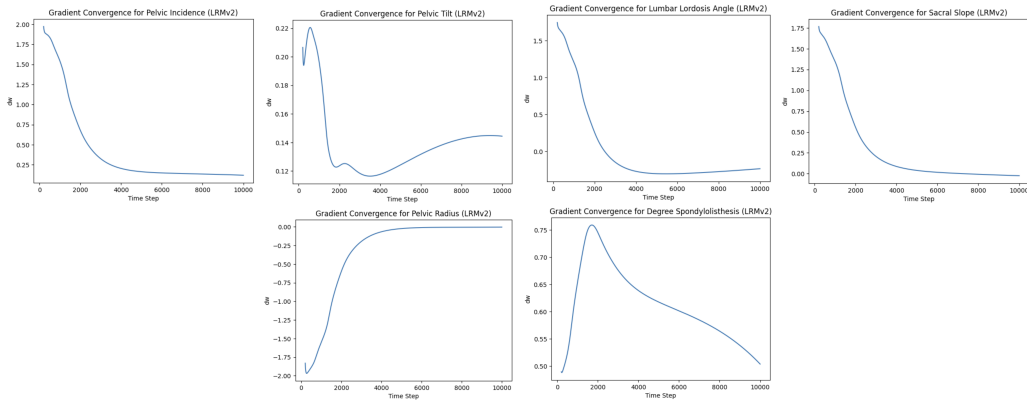 Gradient Convergence for Pelvic Incidence (LRMv2)
2.00
1.75
1.50
1.25
1.00
0.75
0.50
0.25
dw
0 2000 4000 6000 8000 10000
Time Step
Gradient Convergence for Pelvic Tilt (LRMv2)
0.22
0.20
0.18
0.16
0.14
0.12
dw
0 2000 4000 6000 8000 10000
Time Step
Gradient Convergence for Lumbar Lordosis Angle (LRMv2)
1.5
1.0
0.5
0.0
dw
0 2000 4000 6000 8000 10000
Time Step
Gradient Convergence for Sacral Slope (LRMv2)
1.75
1.50
1.25
1.00
0.75
0.50
0.25
0.00
dw
0 2000 4000 6000 8000 10000
Time Step
Gradient Convergence for Pelvic Radius (LRMv2)
0.00
−0.25
−0.50
−0.75
−1.00
−1.25
−1.50
−1.75
−2.00
dw
0 2000 4000 6000 8000 10000
Time Step
Gradient Convergence for Degree Spondylolisthesis (LRMv2)
0.75
0.70
0.65
0.60
0.55
0.50
dw
0 2000 4000 6000 8000 10000
Time Step